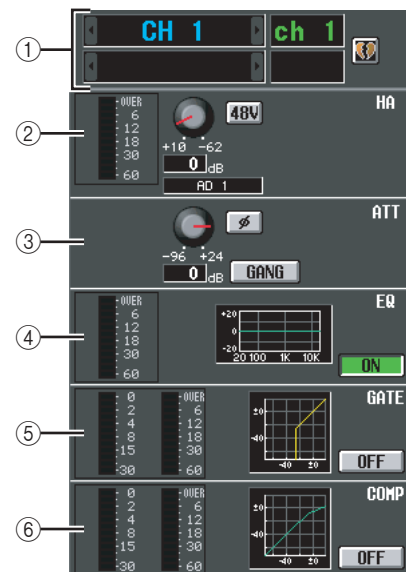 1
CH 1
ch 1
2
HA
OVER
6
12
18
30
60
48V
+10 -62
0 dB
AD 1
3
ATT
ø
-96 +24
0 dB
GANG
4
EQ
OVER
6
12
18
30
60
+20
0
-20
20 100 1K 10K
ON
5
GATE
0 OVER
2 6
4 12
8 18
15 30
30 60
±0
-40
-40 ±0
OFF
6
COMP
0 OVER
2 6
4 12
8 18
15 30
30 60
±0
-40
-40 ±0
OFF